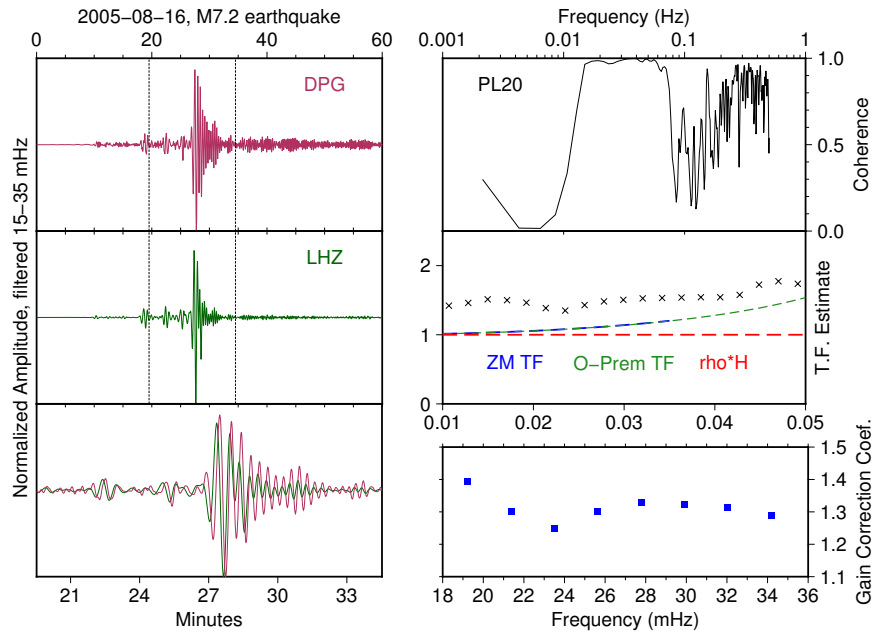 2005−08−16, M7.2 earthquake
0 20 40 60
DPG
LHZ
Normalized Amplitude, filtered 15−35 mHz
21 24 27 30 33
Minutes
Frequency (Hz)
0.001 0.01 0.1 1
PL20
1.0
0.5
0.0
Coherence
2
1
0
ZM TF O−Prem TF rho*H
T.F. Estimate
0.01 0.02 0.03 0.04 0.05
1.5
1.4
1.3
1.2
1.1
Gain Correction Coef.
18 20 22 24 26 28 30 32 34 36
Frequency (mHz)